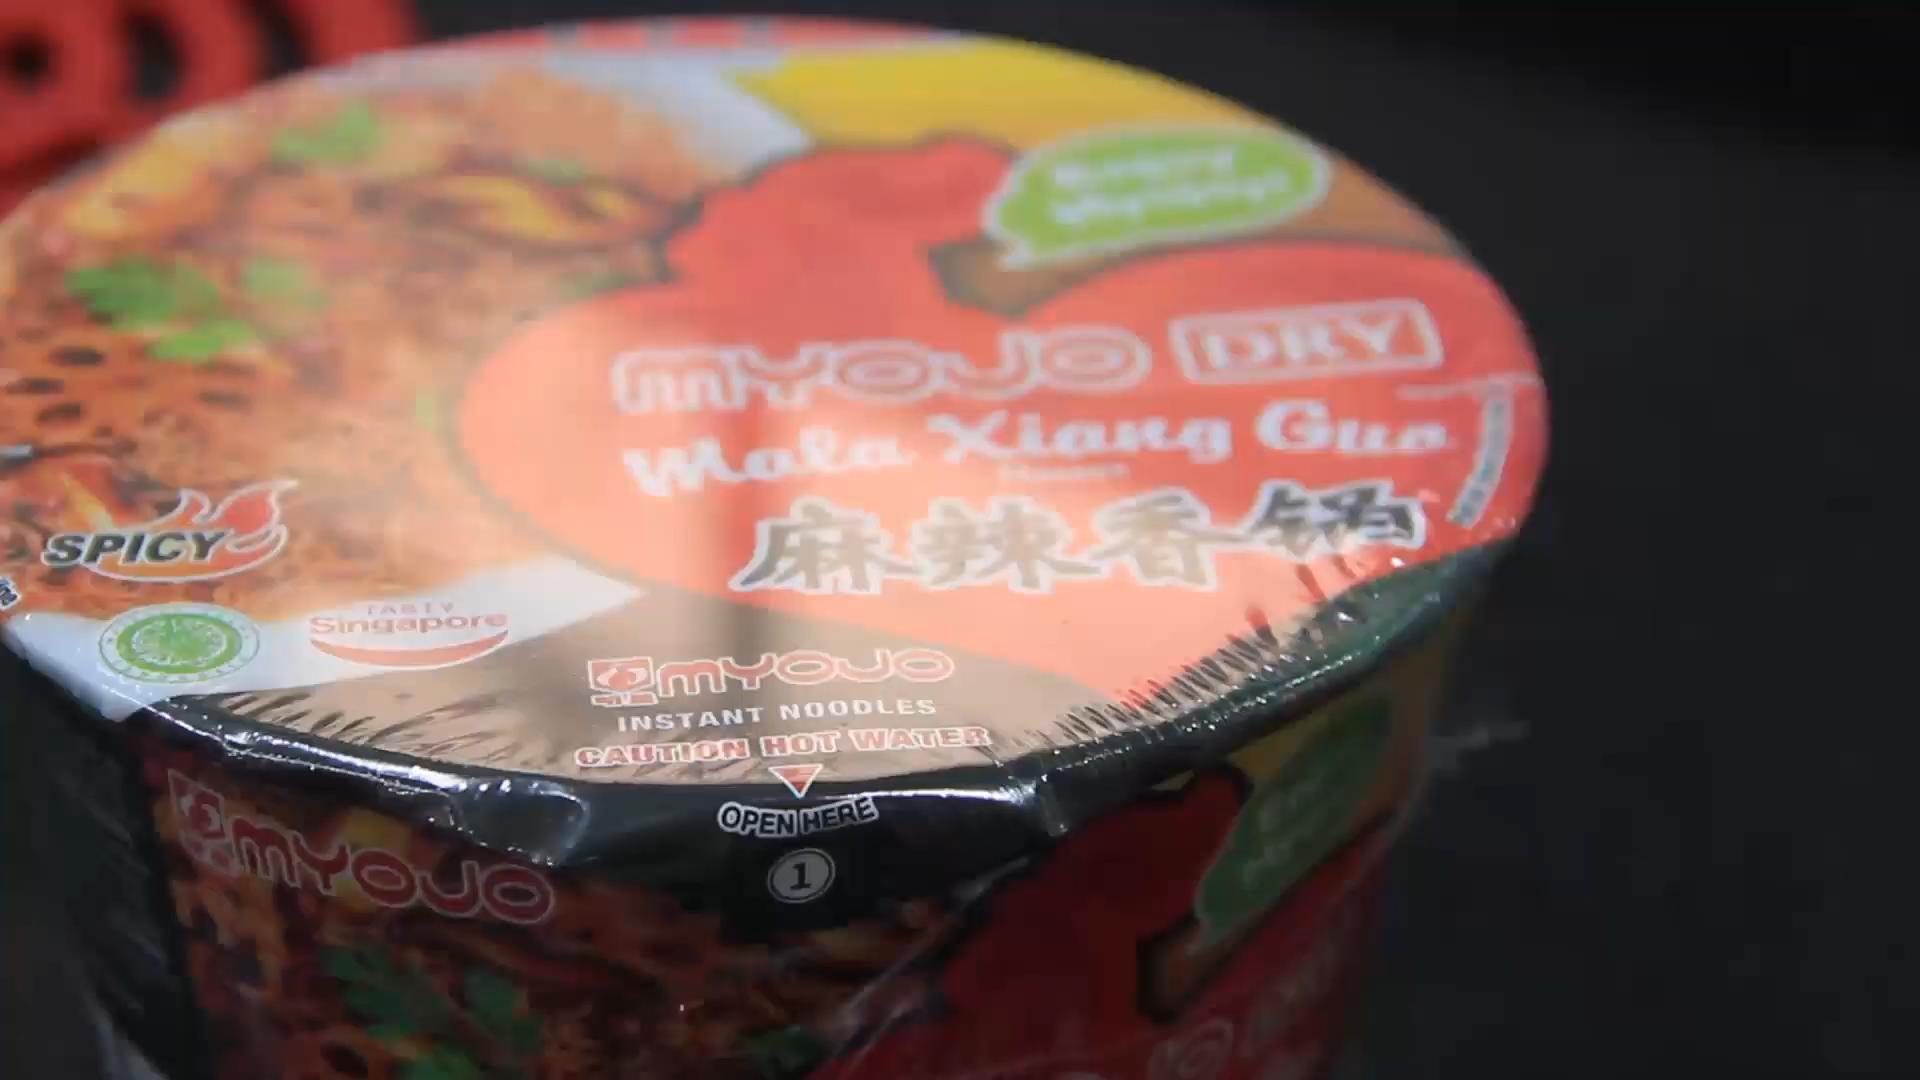 MYOJO DRY
Mala Xiang Guo
麻辣香锅
SPICY
TASTY
Singapore
MYOJO
INSTANT NOODLES
CAUTION HOT WATER
OPEN HERE
1
MYOJO